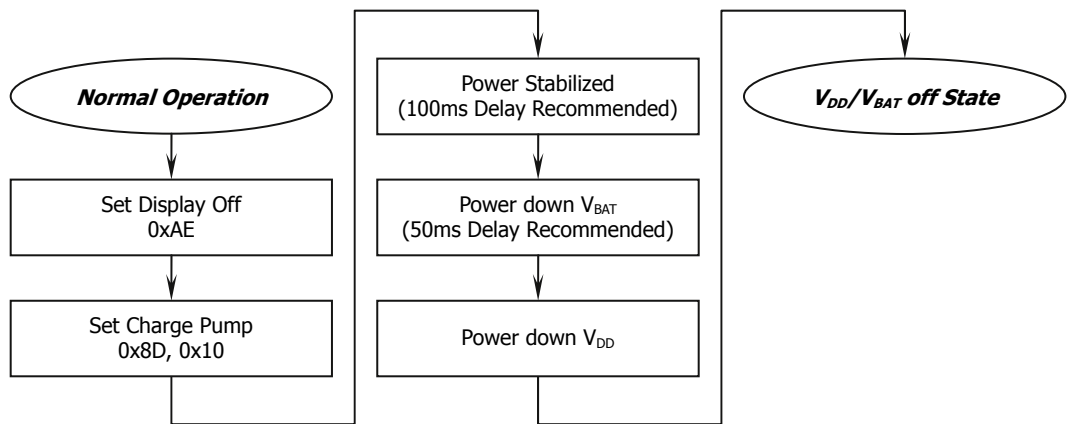 Normal Operation
Set Display Off
0xAE
Set Charge Pump
0x8D, 0x10
Power Stabilized
(100ms Delay Recommended)
Power down VBAT
(50ms Delay Recommended)
Power down VDD
VDD/VBAT off State